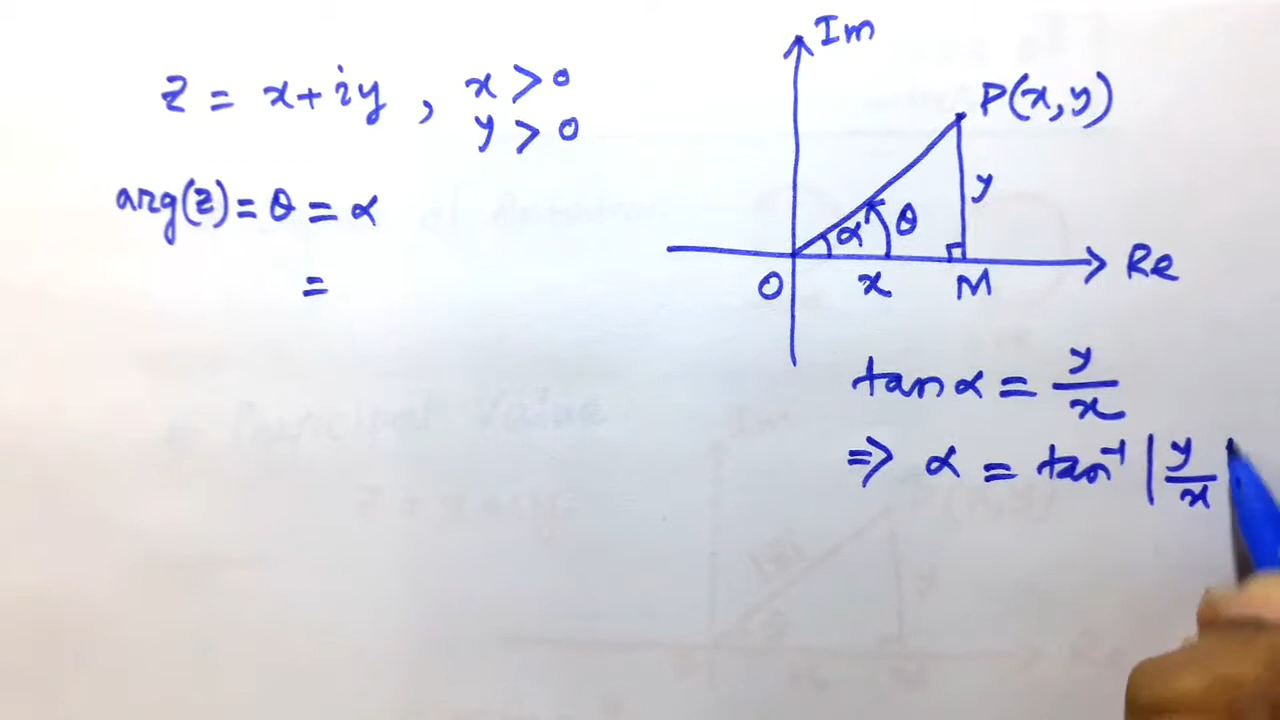 z = x+iy , x > 0
y > 0
arg(z) = θ = α
=
Im
P(x, y)
y
α θ
O x M Re
tan α = y/x
⇒ α = tan⁻¹ |y/x|